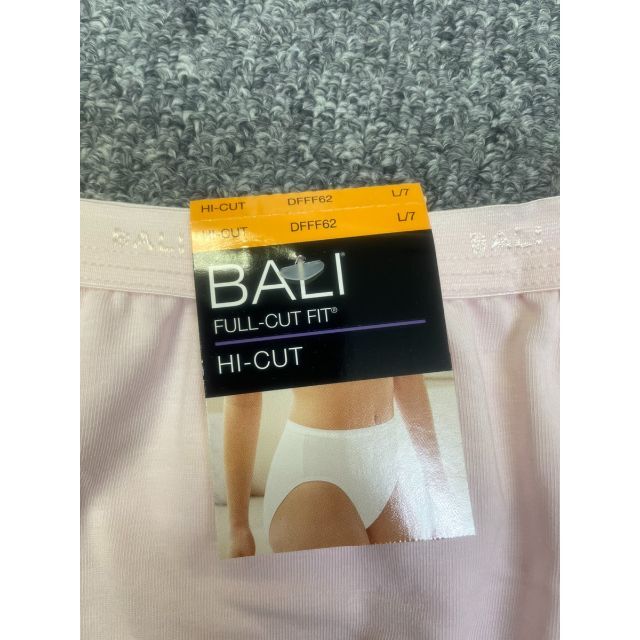 HI-CUT DFFF62 L/7
HI-CUT DFFF62 L/7
BALI BALI
BALI
FULL-CUT FIT®
HI-CUT